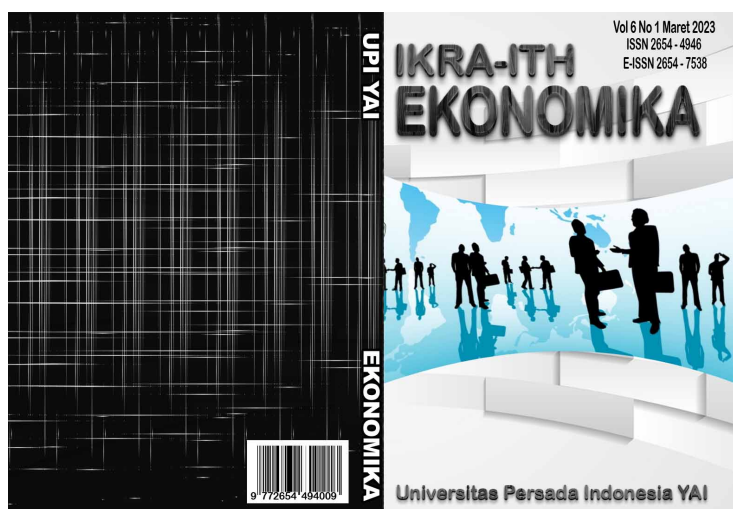 UPI YAI
EKONOMIKA
9 772654 494009
Vol 6 No 1 Maret 2023
ISSN 2654 - 4946
E-ISSN 2654 - 7538
IKRA-ITH
EKONOMIKA
Universitas Persada Indonesia YAI